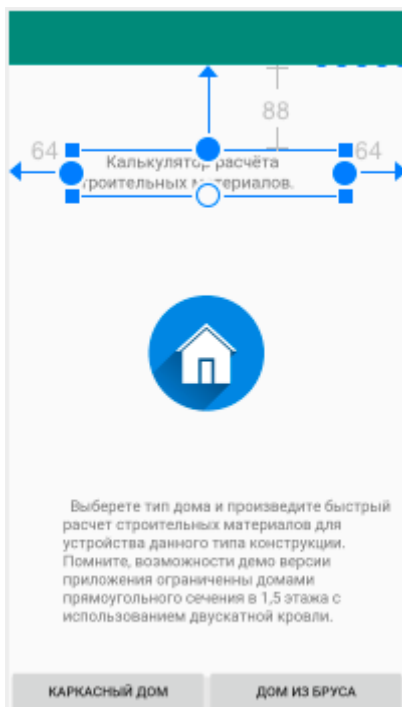 88
64
64
Калькулятор расчёта
строительных материалов.
Выберете тип дома и произведите быстрый
расчет строительных материалов для
устройства данного типа конструкции.
Помните, возможности демо версии
приложения ограниченны домами
прямоугольного сечения в 1,5 этажа с
использованием двускатной кровли.
КАРКАСНЫЙ ДОМ
ДОМ ИЗ БРУСА